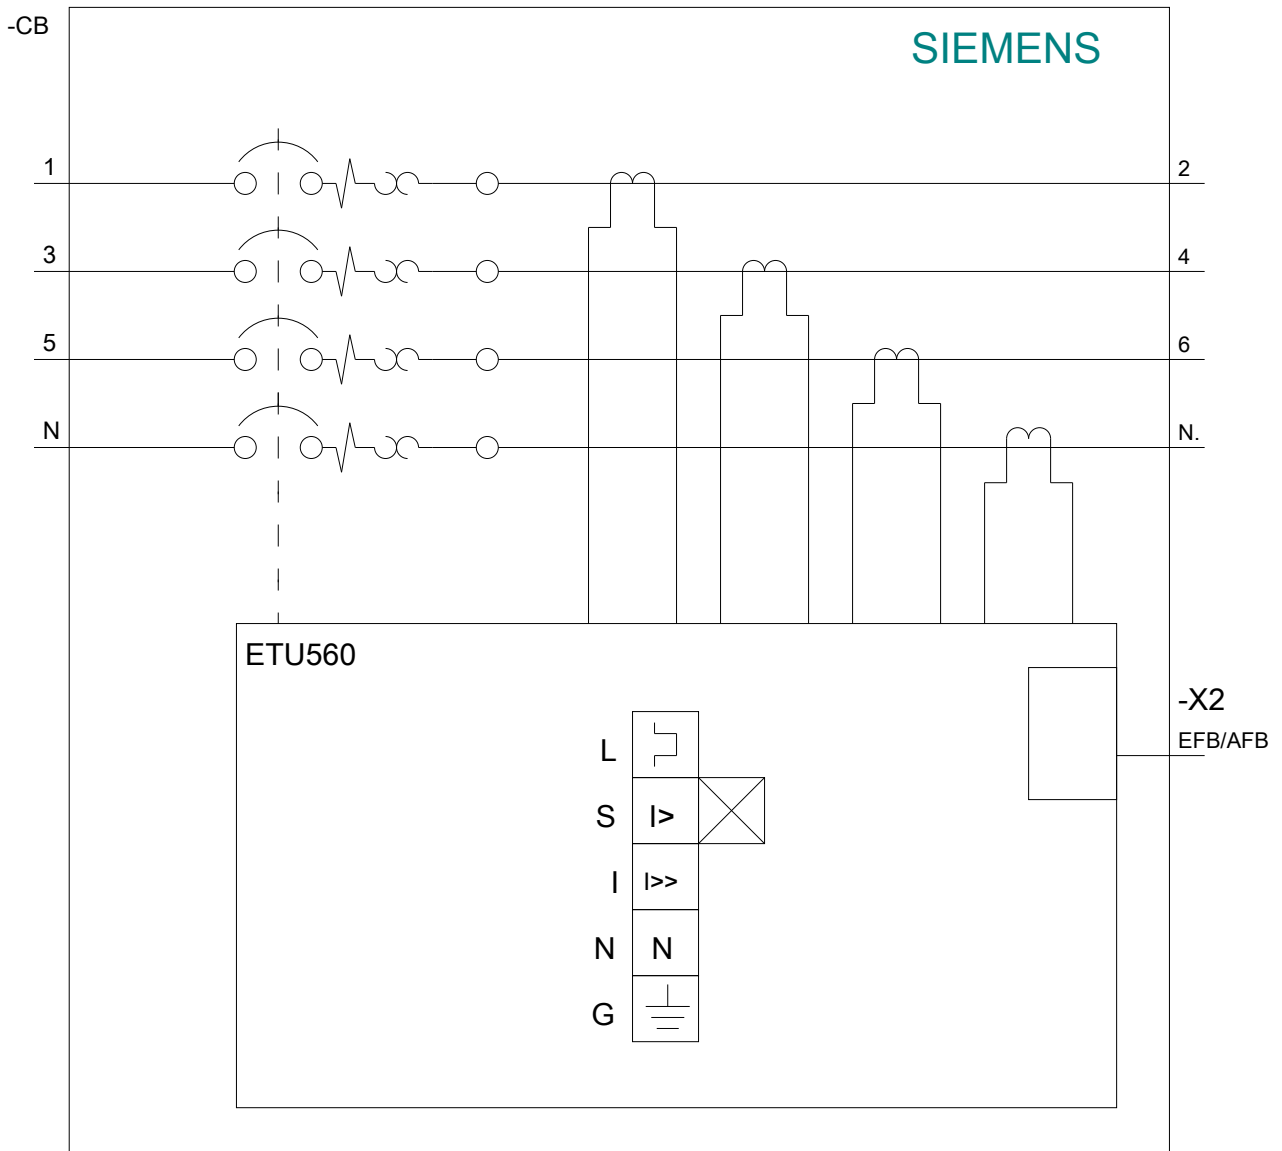 -CB
SIEMENS
1 2
3 4
5 6
N N.
ETU560
-X2
EFB/AFB
L
S I>
I I>>
N N
G